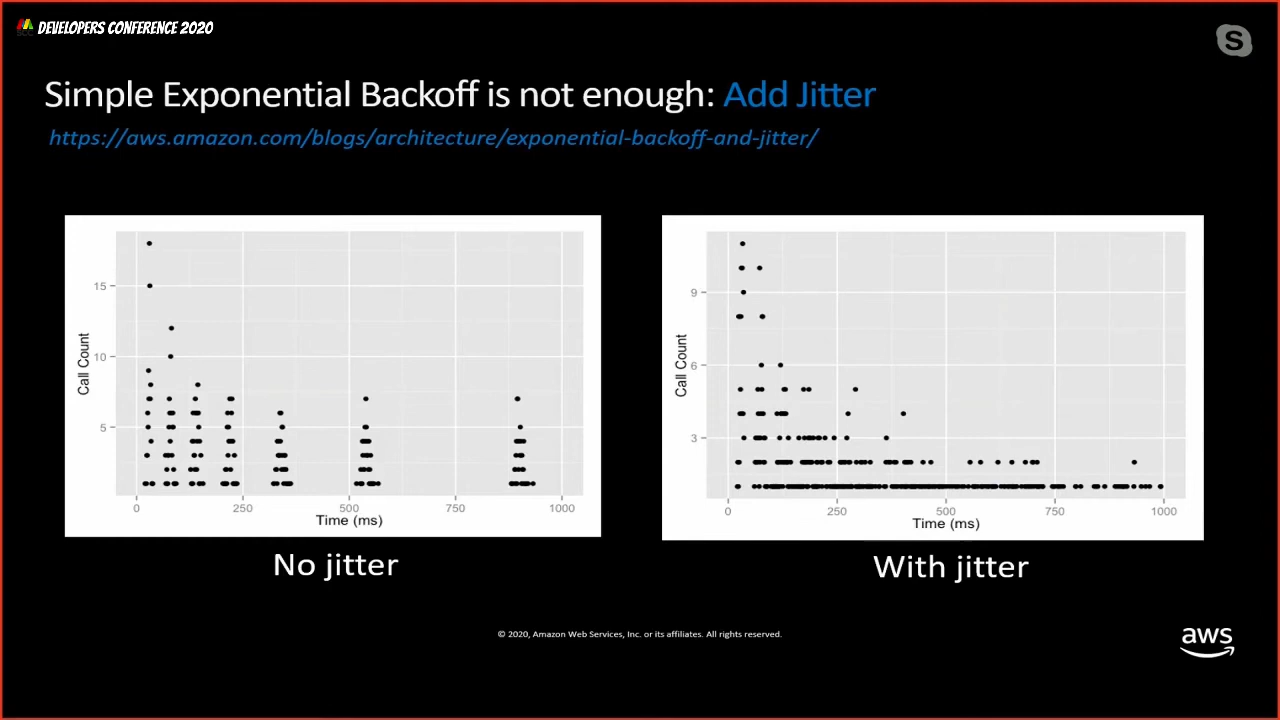 DEVELOPERS CONFERENCE 2020
S
Simple Exponential Backoff is not enough: Add Jitter
https://aws.amazon.com/blogs/architecture/exponential-backoff-and-jitter/
15
10
5
Call Count
0
250
500
750
1000
Time (ms)
No jitter
9
6
3
Call Count
0
250
500
750
1000
Time (ms)
With jitter
© 2020, Amazon Web Services, Inc. or its affiliates. All rights reserved.
aws